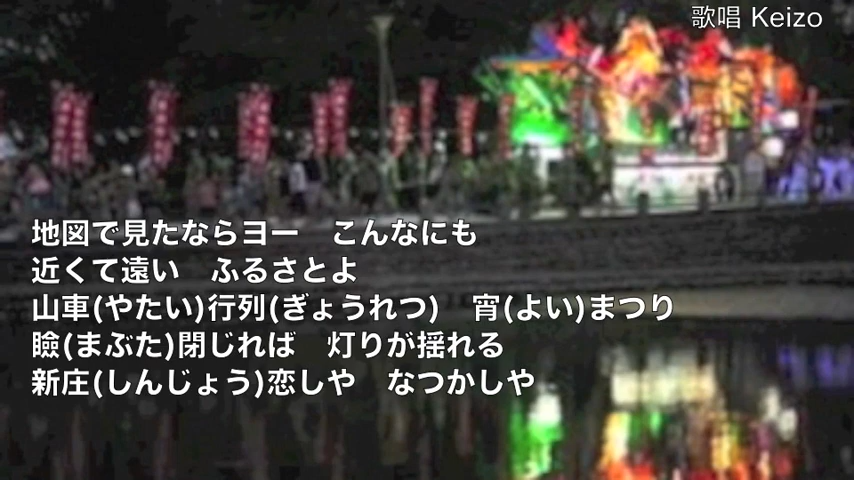 歌唱 Keizo
地図で見たならヨー　こんなにも
近くて遠い　ふるさとよ
山車(やたい)行列(ぎょうれつ)　宵(よい)まつり
瞼(まぶた)閉じれば　灯りが揺れる
新庄(しんじょう)恋しや　なつかしや